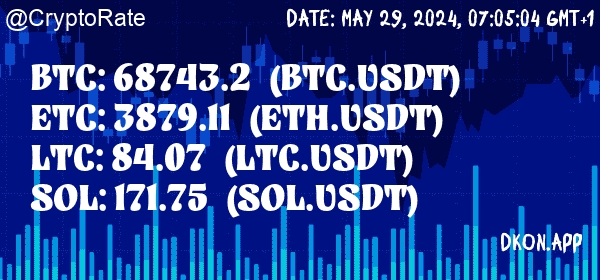 @CryptoRate
DATE: MAY 29, 2024, 07:05:04 GMT+1
BTC: 68743.2 (BTC.USDT)
ETC: 3879.11 (ETH.USDT)
LTC: 84.07 (LTC.USDT)
SOL: 171.75 (SOL.USDT)
DKON.APP